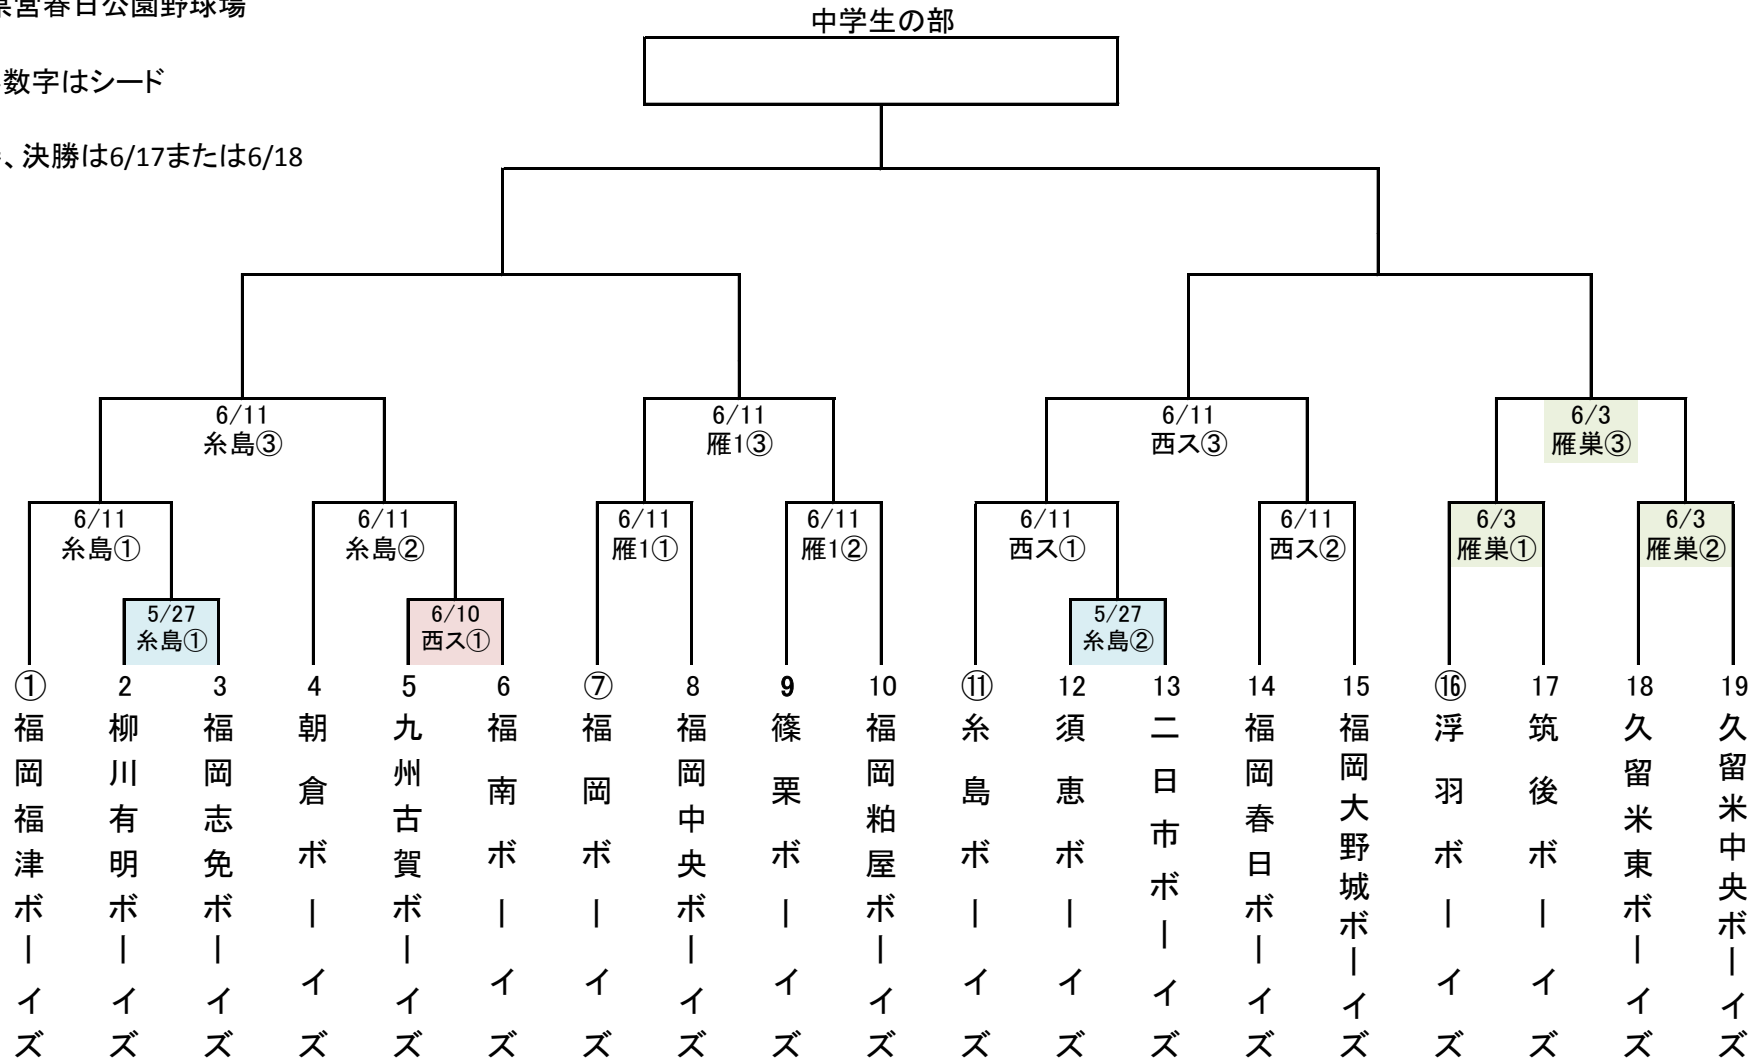 県営春日公園野球場
中学生の部
数字はシード
、決勝は6/17または6/18
6/11
糸島③
6/11
雁1③
6/11
西ス③
6/3
雁巣③
6/11
糸島①
6/11
糸島②
6/11
雁1①
6/11
雁1②
6/11
西ス①
6/11
西ス②
6/3
雁巣①
6/3
雁巣②
5/27
糸島①
6/10
西ス①
5/27
糸島②
① 2 3 4 5 6 ⑦ 8 9 10 ⑪ 12 13 14 15 ⑯ 17 18 19
福岡福津ボーイズ
柳川有明ボーイズ
福岡志免ボーイズ
朝倉ボーイズ
九州古賀ボーイズ
福南ボーイズ
福岡ボーイズ
福岡中央ボーイズ
篠栗ボーイズ
福岡粕屋ボーイズ
糸島ボーイズ
須恵ボーイズ
二日市ボーイズ
福岡春日ボーイズ
福岡大野城ボーイズ
浮羽ボーイズ
筑後ボーイズ
久留米東ボーイズ
久留米中央ボーイズ